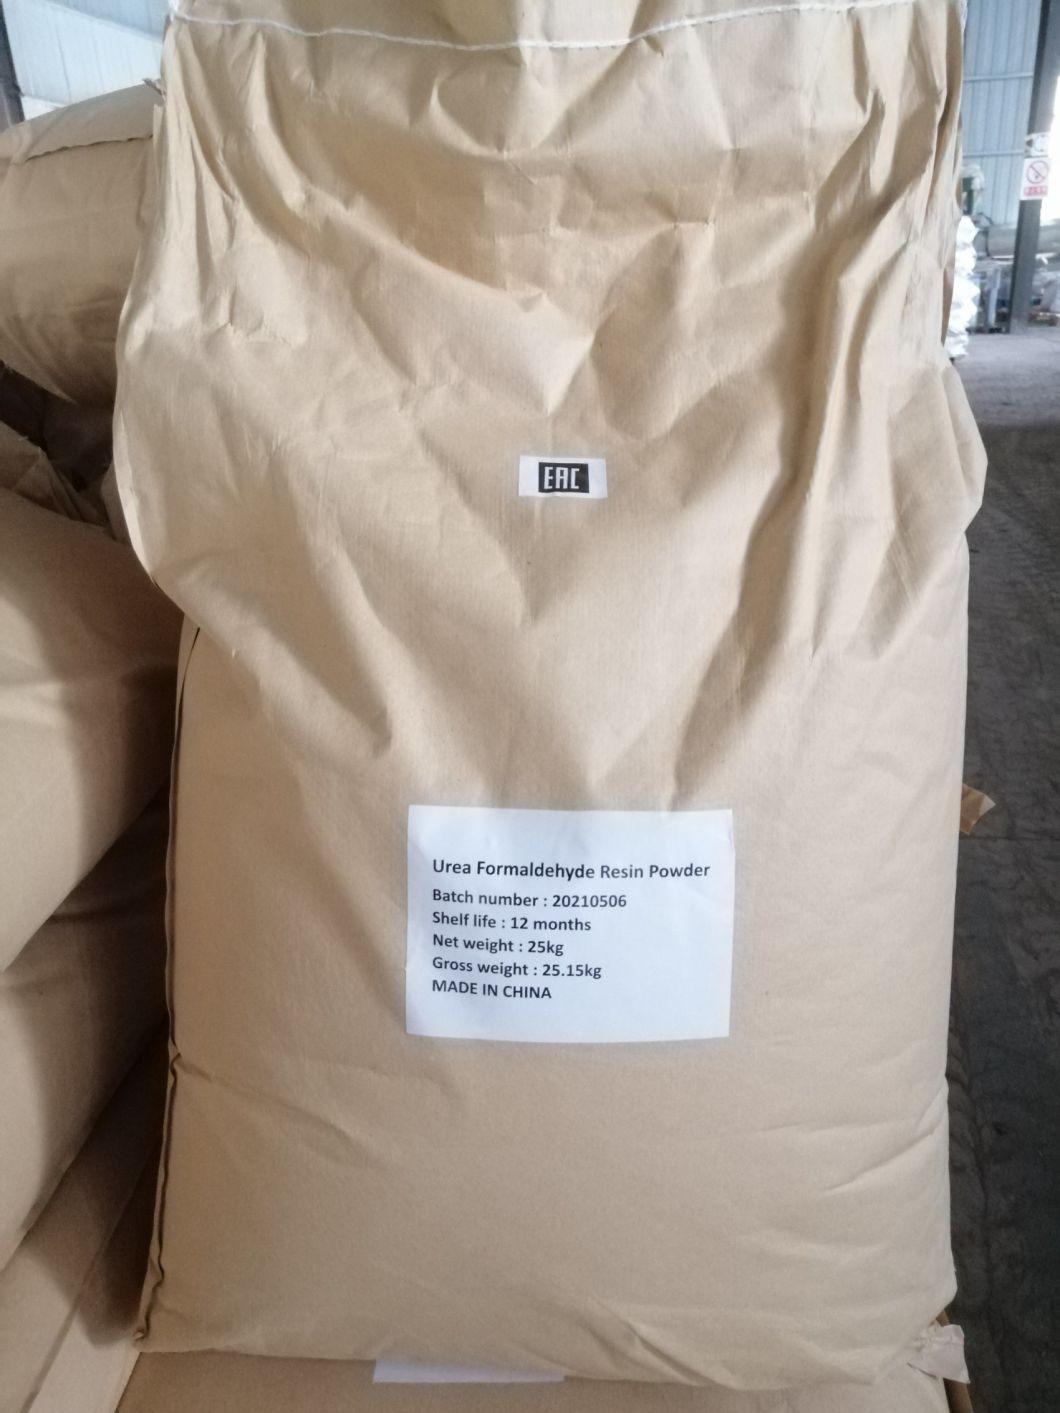 EAC
Urea Formaldehyde Resin Powder
Batch number : 20210506
Shelf life : 12 months
Net weight : 25kg
Gross weight : 25.15kg
MADE IN CHINA